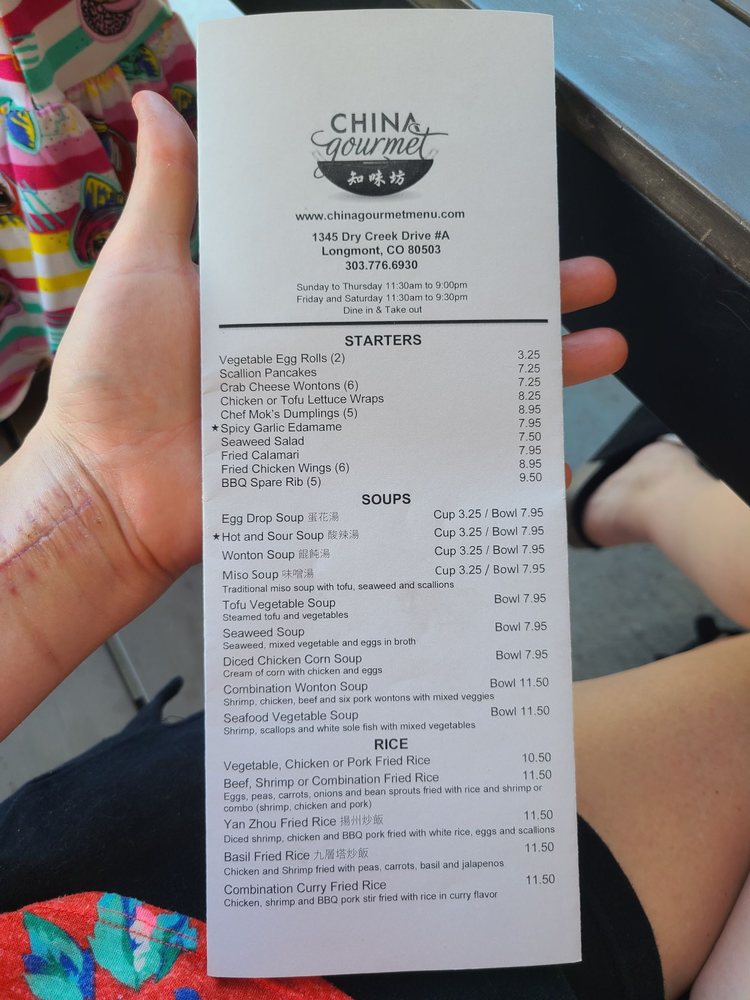 CHINA
gourmet
知味坊
www.chinagourmetmenu.com
1345 Dry Creek Drive #A
Longmont, CO 80503
303.776.6930
Sunday to Thursday 11:30am to 9:00pm
Friday and Saturday 11:30am to 9:30pm
Dine in & Take out
STARTERS
Vegetable Egg Rolls (2) 3.25
Scallion Pancakes 7.25
Crab Cheese Wontons (6) 7.25
Chicken or Tofu Lettuce Wraps 8.25
Chef Mok's Dumplings (5) 8.95
★Spicy Garlic Edamame 7.95
Seaweed Salad 7.50
Fried Calamari 7.95
Fried Chicken Wings (6) 8.95
BBQ Spare Rib (5) 9.50
SOUPS
Egg Drop Soup 蛋花湯 Cup 3.25 / Bowl 7.95
★Hot and Sour Soup 酸辣湯 Cup 3.25 / Bowl 7.95
Wonton Soup 餛飩湯 Cup 3.25 / Bowl 7.95
Miso Soup 味噌湯 Cup 3.25 / Bowl 7.95
Traditional miso soup with tofu, seaweed and scallions
Tofu Vegetable Soup Bowl 7.95
Steamed tofu and vegetables
Seaweed Soup Bowl 7.95
Seaweed, mixed vegetable and eggs in broth
Diced Chicken Corn Soup Bowl 7.95
Cream of corn with chicken and eggs
Combination Wonton Soup Bowl 11.50
Shrimp, chicken, beef and six pork wontons with mixed veggies
Seafood Vegetable Soup Bowl 11.50
Shrimp, scallops and white sole fish with mixed vegetables
RICE
Vegetable, Chicken or Pork Fried Rice 10.50
Beef, Shrimp or Combination Fried Rice 11.50
Eggs, peas, carrots, onions and bean sprouts fried with rice and shrimp or
combo (shrimp, chicken and pork)
Yan Zhou Fried Rice 揚州炒飯 11.50
Diced shrimp, chicken and BBQ pork fried with white rice, eggs and scallions
Basil Fried Rice 九層塔炒飯 11.50
Chicken and Shrimp fried with peas, carrots, basil and jalapenos
Combination Curry Fried Rice 11.50
Chicken, shrimp and BBQ pork stir fried with rice in curry flavor